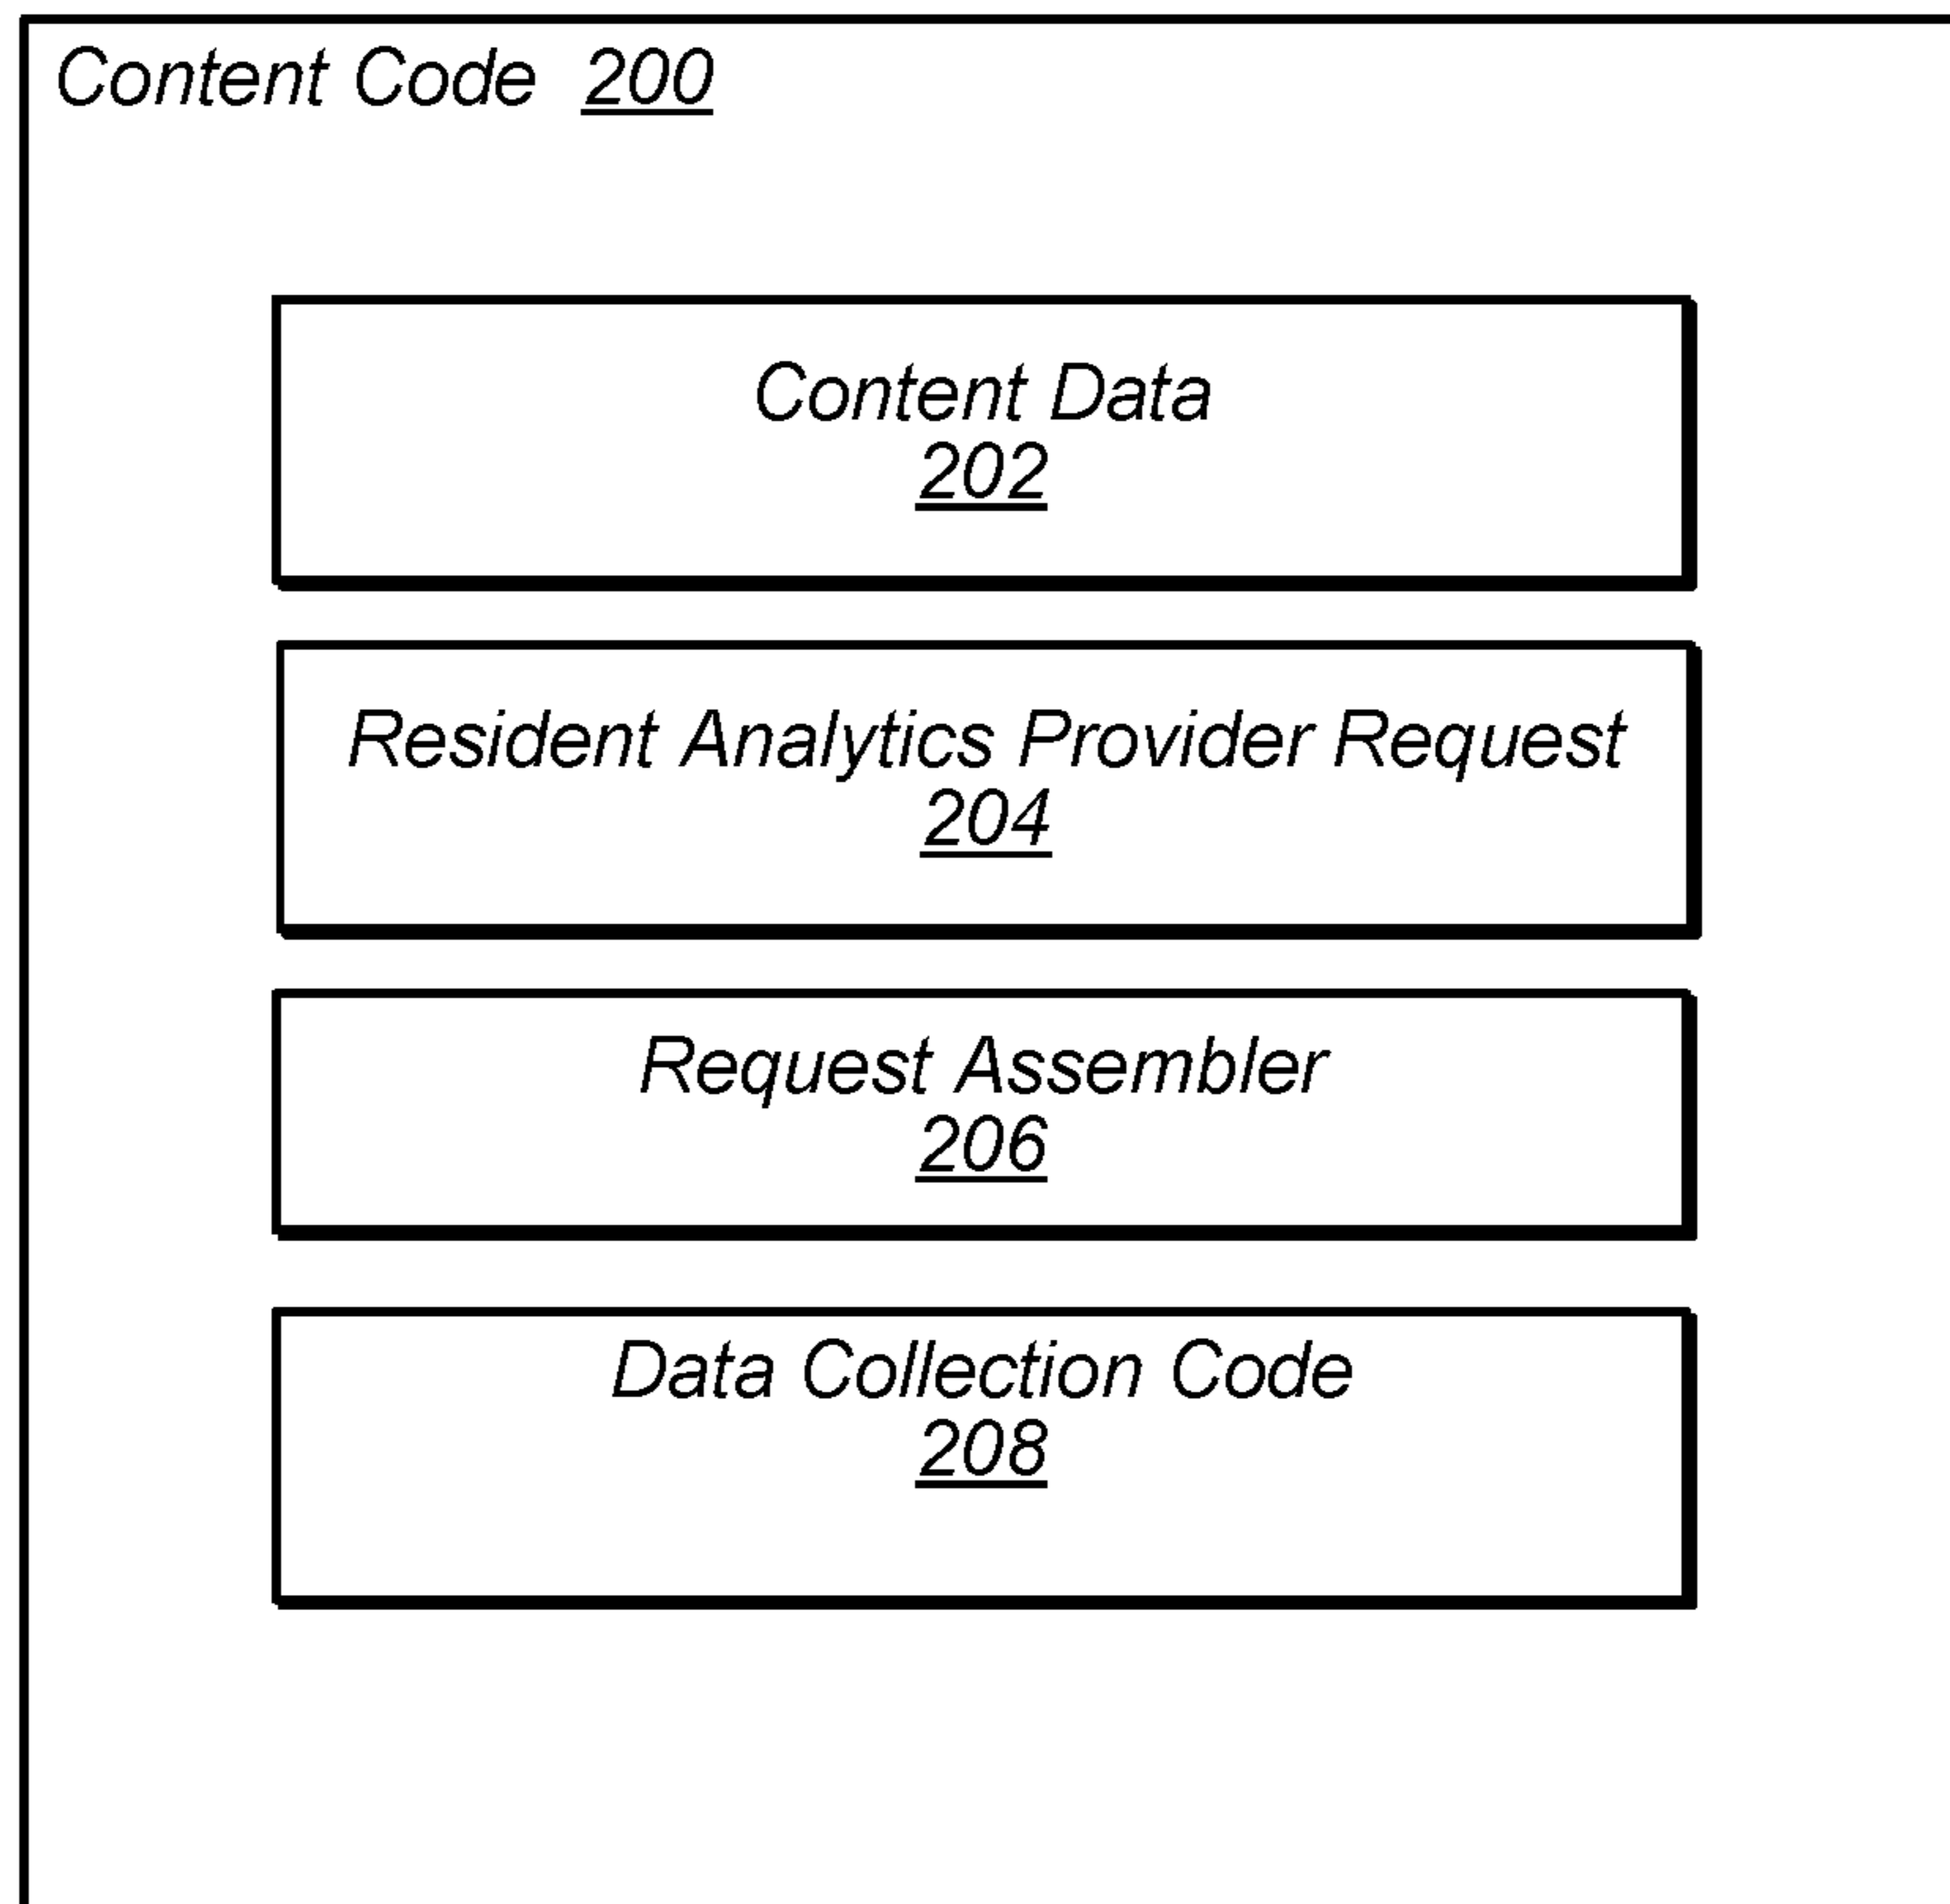 Content Code 200
Content Data
202
Resident Analytics Provider Request
204
Request Assembler
206
Data Collection Code
208